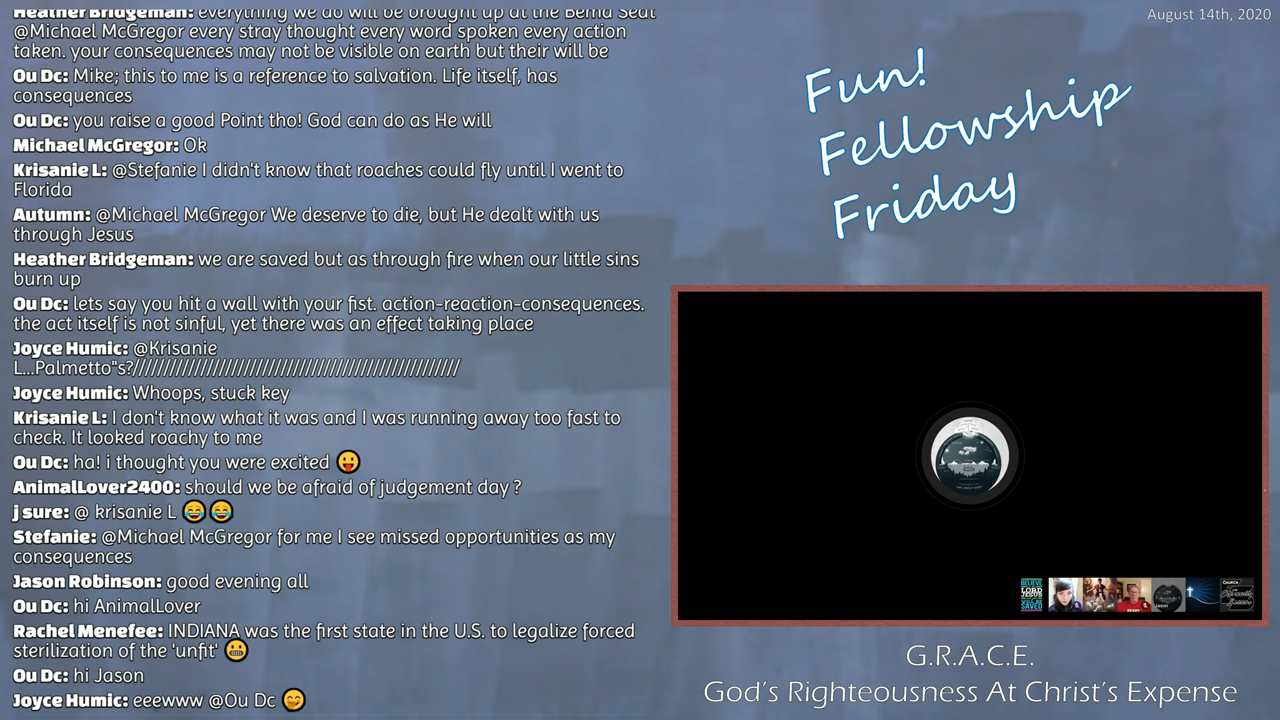 Heather Bridgeman: everything we do will be brought up at the Bema Seat
@Michael McGregor every stray thought every word spoken every action
taken. your consequences may not be visible on earth but their will be
Ou Dc: Mike; this to me is a reference to salvation. Life itself, has
consequences
Ou Dc: you raise a good Point tho! God can do as He will
Michael McGregor: Ok
Krisanie L: @Stefanie I didn't know that roaches could fly until I went to
Florida
Autumn: @Michael McGregor We deserve to die, but He dealt with us
through Jesus
Heather Bridgeman: we are saved but as through fire when our little sins
burn up
Ou Dc: lets say you hit a wall with your fist. action-reaction-consequences.
the act itself is not sinful, yet there was an effect taking place
Joyce Humic: @Krisanie
L...Palmetto"s?///////////////////////////////////////////////////
Joyce Humic: Whoops, stuck key
Krisanie L: I don't know what it was and I was running away too fast to
check. It looked roachy to me
Ou Dc: ha! i thought you were excited 😛
AnimalLover2400: should we be afraid of judgement day ?
j sure: @ krisanie L 😂😂
Stefanie: @Michael McGregor for me I see missed opportunities as my
consequences
Jason Robinson: good evening all
Ou Dc: hi AnimalLover
Rachel Menefee: INDIANA was the first state in the U.S. to legalize forced
sterilization of the 'unfit' 😬
Ou Dc: hi Jason
Joyce Humic: eeewww @Ou Dc 🤭
August 14th, 2020
Fun!
Fellowship
Friday
BELIEVE
LORD
JESUS
SAVED
Jason
CHURCH
G.R.A.C.E.
God's Righteousness At Christ's Expense